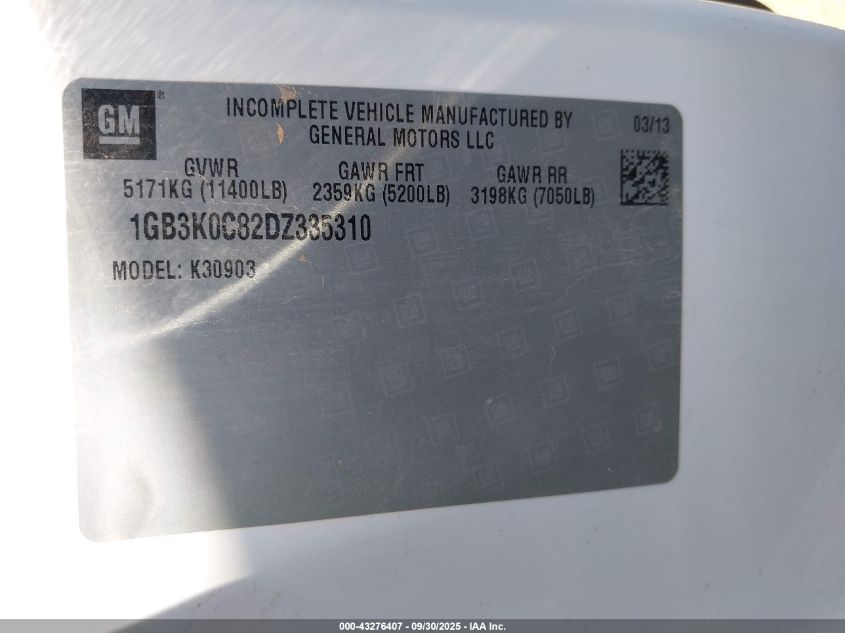 GM ®
INCOMPLETE VEHICLE MANUFACTURED BY
GENERAL MOTORS LLC
03/13
GVWR GAWR FRT GAWR RR
5171KG (11400LB) 2359KG (5200LB) 3198KG (7050LB)
1GB3K0C82DZ335310
MODEL: K30903
000-43276407 - 09/30/2025 - IAA Inc.